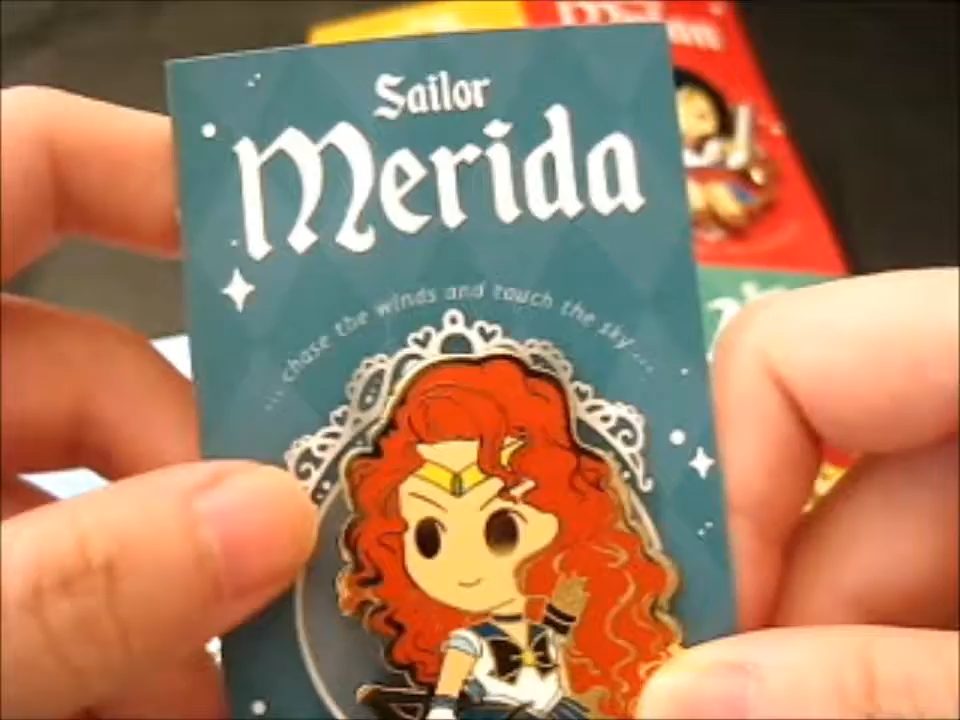 Sailor
Merida
... chase the winds and touch the sky ...